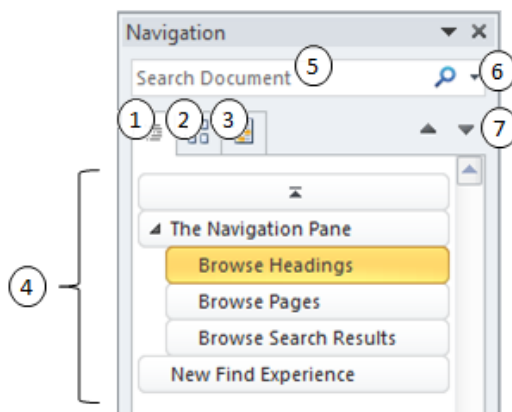 Navigation
Search Document 5
6
1 2 3
7
The Navigation Pane
Browse Headings
4
Browse Pages
Browse Search Results
New Find Experience